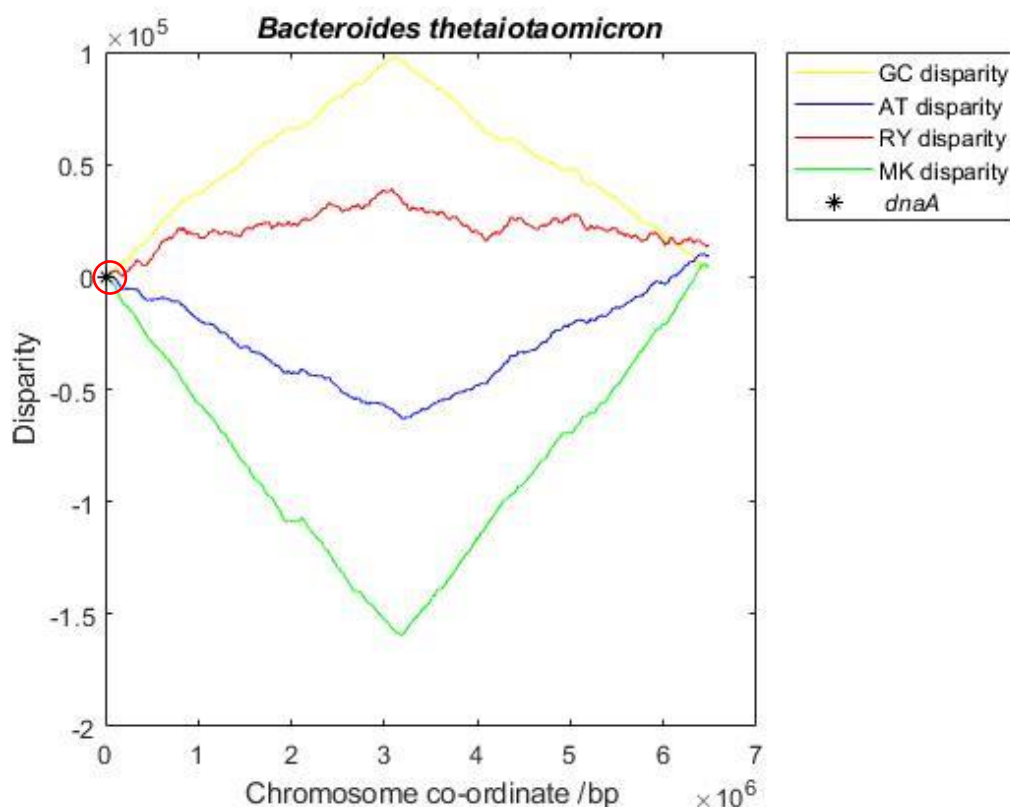 Bacteroides thetaiotaomicron
×10^5
1
0.5
0
-0.5
-1
-1.5
-2
Disparity
0 1 2 3 4 5 6 7
Chromosome co-ordinate /bp
×10^6
GC disparity
AT disparity
RY disparity
MK disparity
dnaA